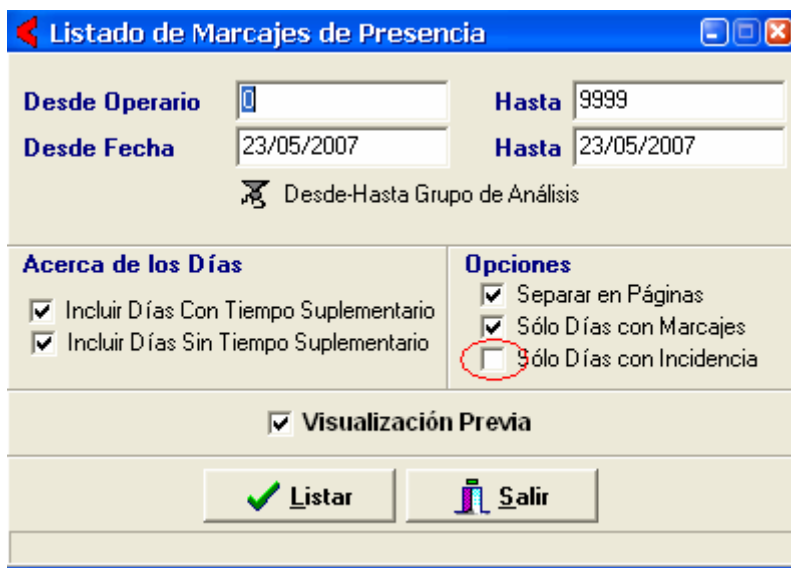 Listado de Marcajes de Presencia
Desde Operario 0 Hasta 9999
Desde Fecha 23/05/2007 Hasta 23/05/2007
Desde-Hasta Grupo de Análisis
Acerca de los Días
Incluir Días Con Tiempo Suplementario
Incluir Días Sin Tiempo Suplementario
Opciones
Separar en Páginas
Sólo Días con Marcajes
Sólo Días con Incidencia
Visualización Previa
Listar Salir